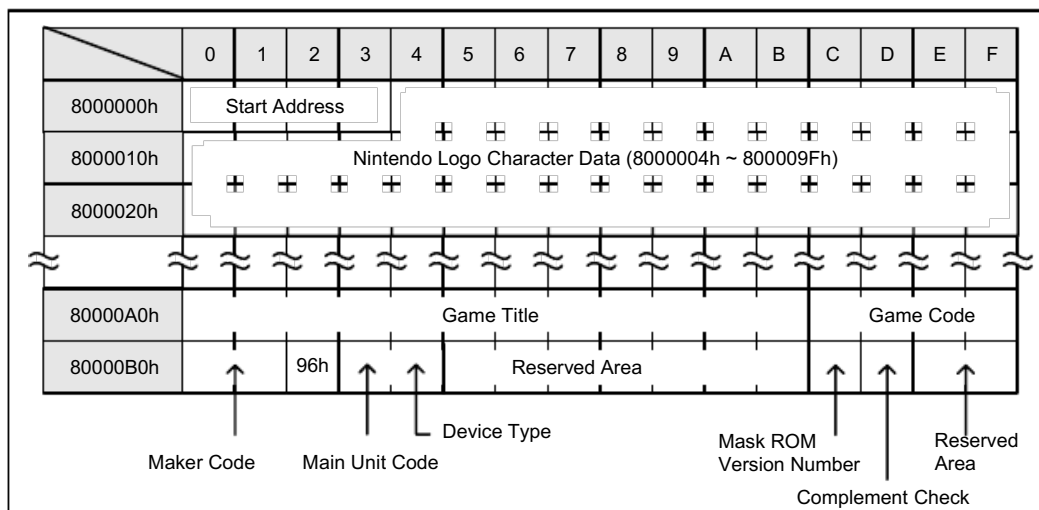 0 1 2 3 4 5 6 7 8 9 A B C D E F
8000000h Start Address
8000010h Nintendo Logo Character Data (8000004h ~ 800009Fh)
8000020h
80000A0h Game Title Game Code
80000B0h 96h Reserved Area
Device Type
Maker Code Main Unit Code
Mask ROM
Version Number
Reserved
Area
Complement Check